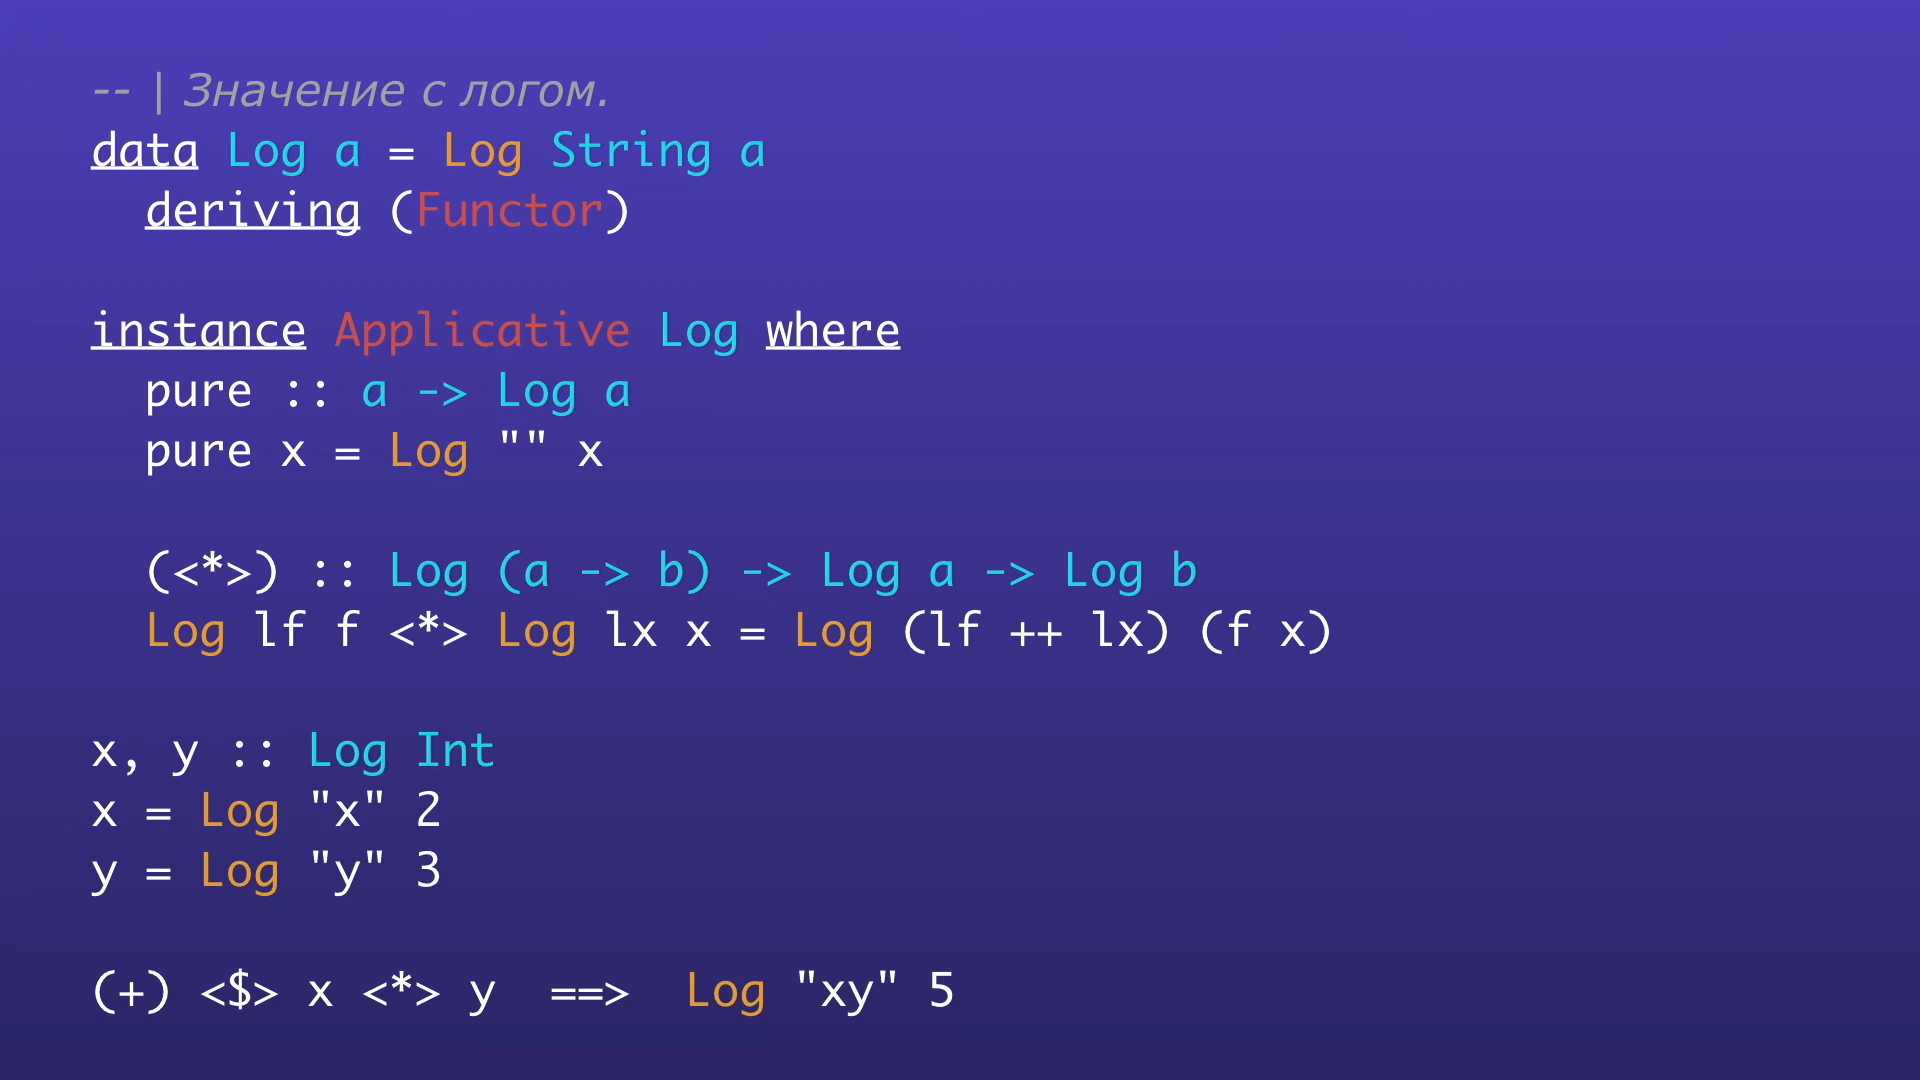 -- | Значение с логом.
data Log a = Log String a
  deriving (Functor)

instance Applicative Log where
  pure :: a -> Log a
  pure x = Log "" x

  (<*>) :: Log (a -> b) -> Log a -> Log b
  Log lf f <*> Log lx x = Log (lf ++ lx) (f x)

x, y :: Log Int
x = Log "x" 2
y = Log "y" 3

(+) <$> x <*> y  ==>  Log "xy" 5